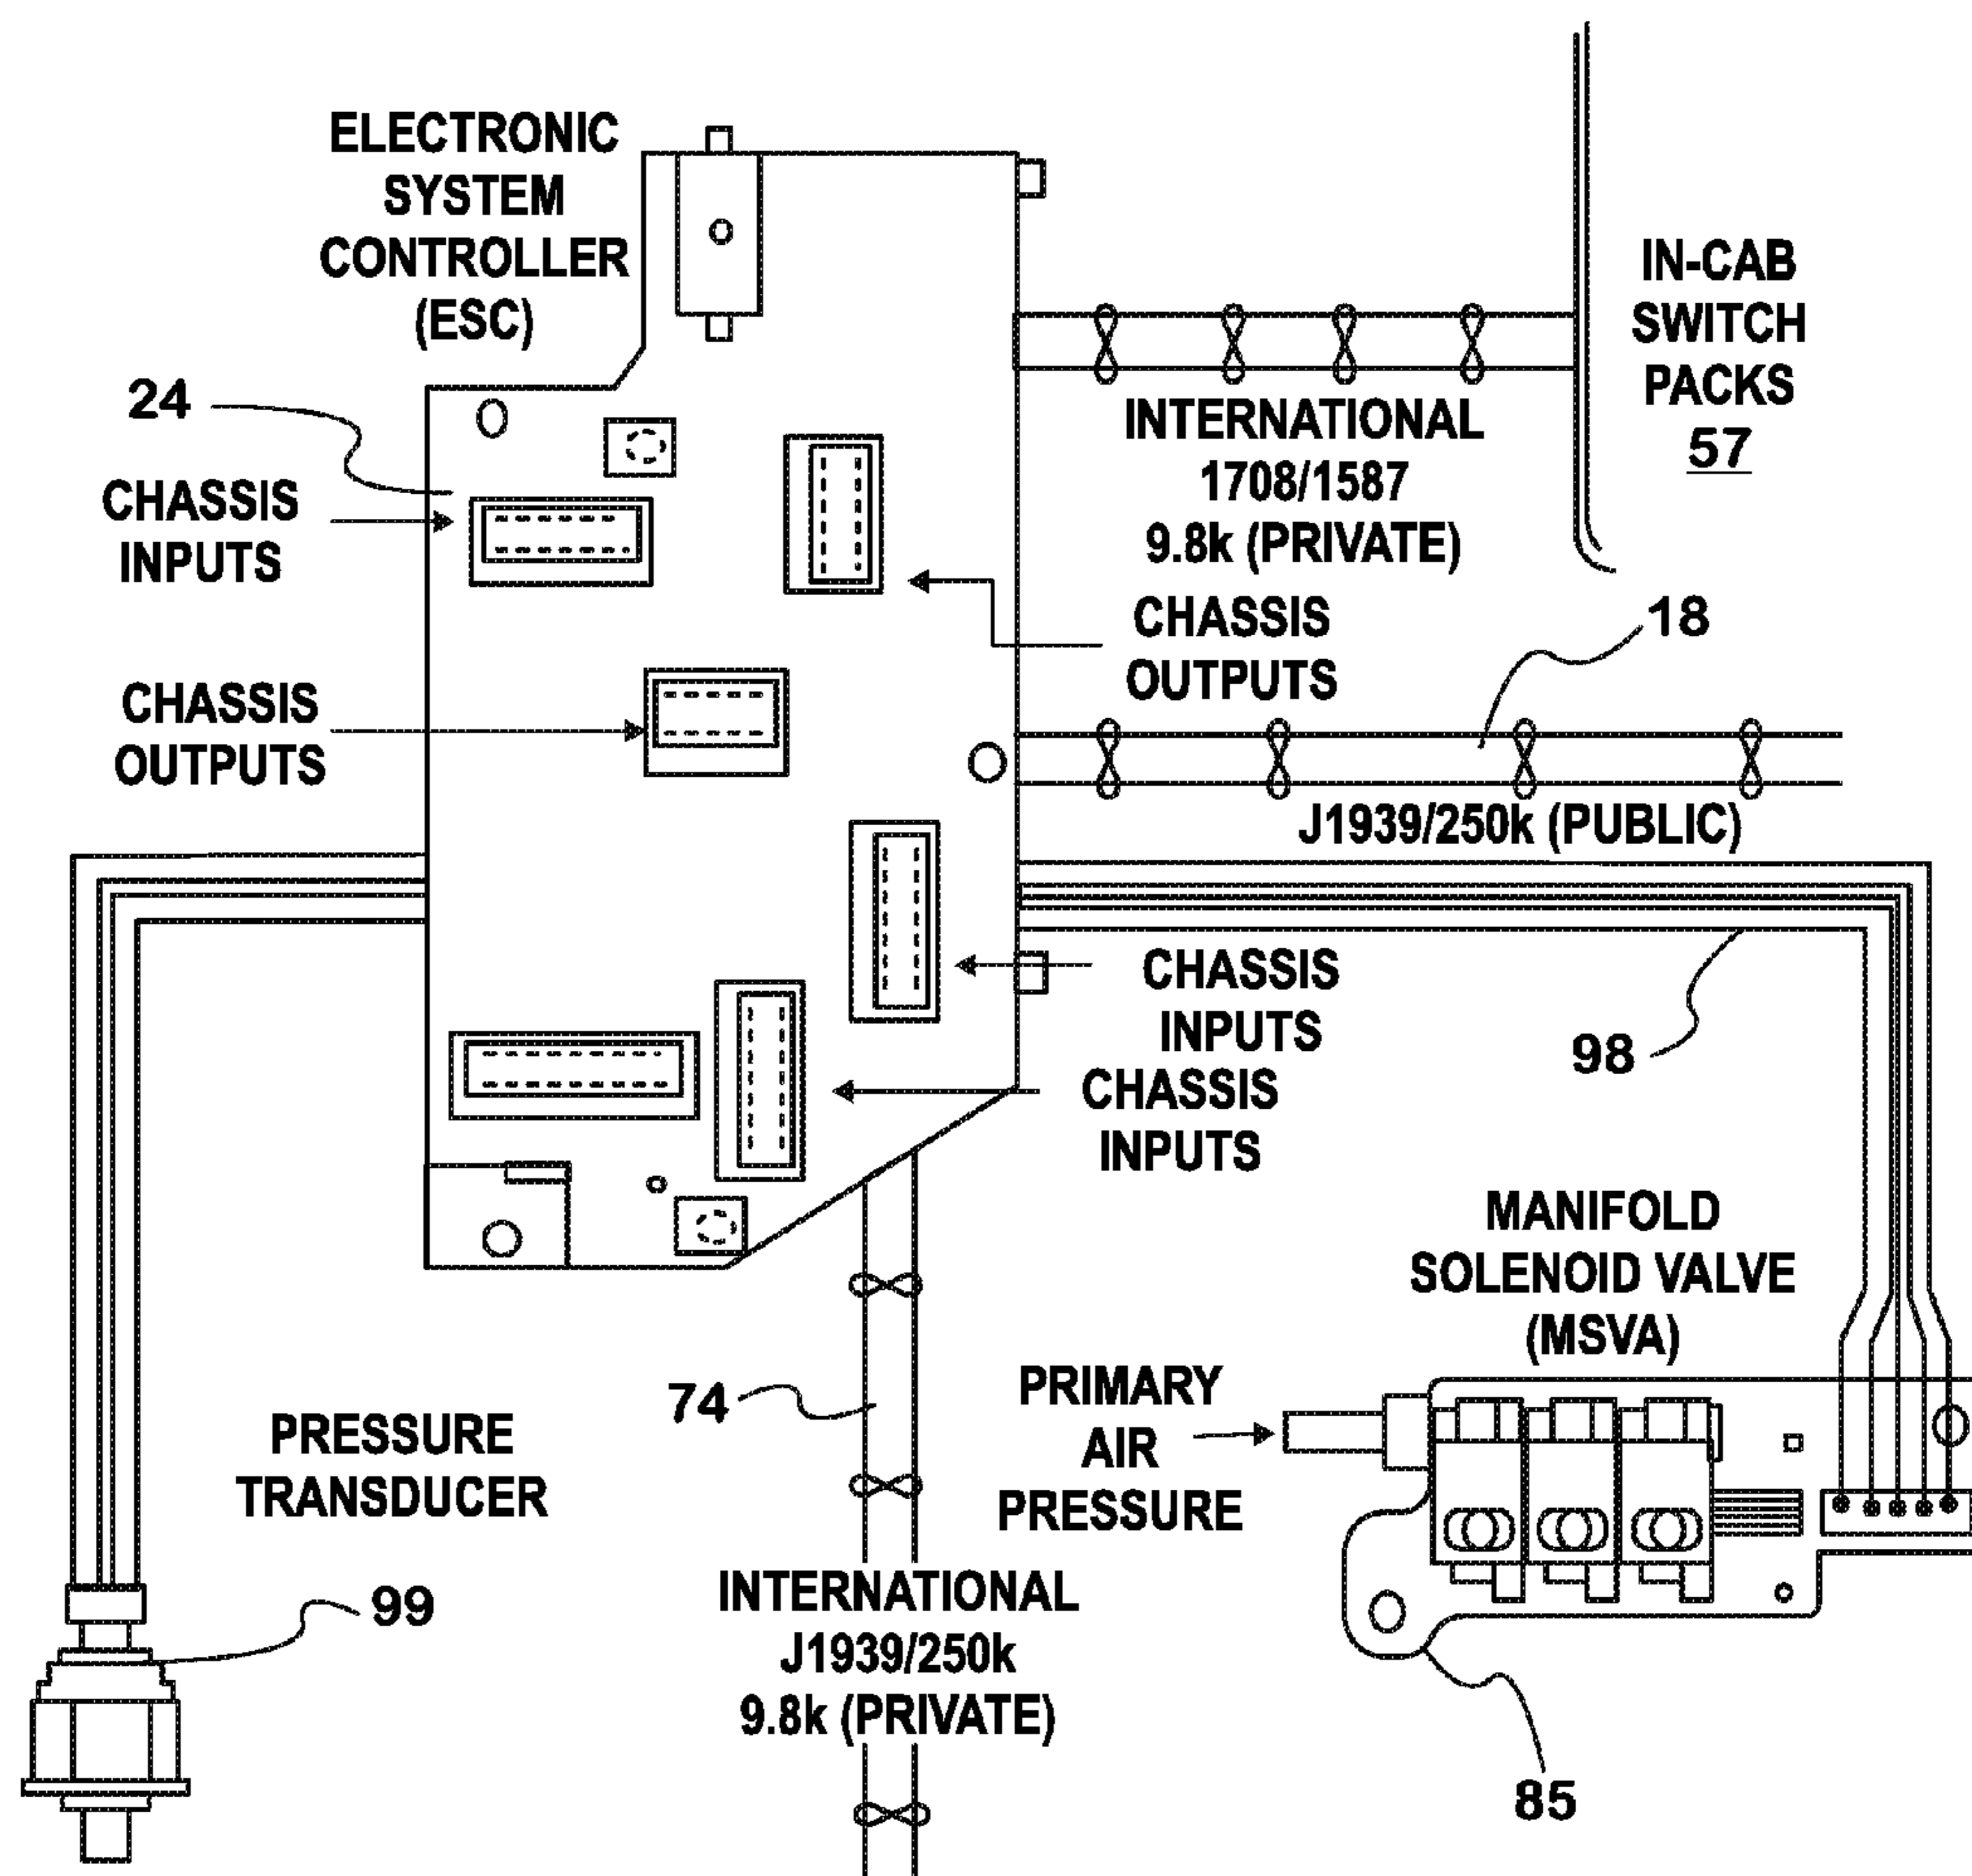 ELECTRONIC
SYSTEM
CONTROLLER
(ESC)
IN-CAB
SWITCH
PACKS
57
24
INTERNATIONAL
1708/1587
9.8k (PRIVATE)
CHASSIS
INPUTS
CHASSIS
OUTPUTS
18
CHASSIS
OUTPUTS
J1939/250k (PUBLIC)
CHASSIS
INPUTS
98
CHASSIS
INPUTS
MANIFOLD
SOLENOID VALVE
(MSVA)
74
PRIMARY
AIR
PRESSURE
PRESSURE
TRANSDUCER
99
INTERNATIONAL
J1939/250k
9.8k (PRIVATE)
85